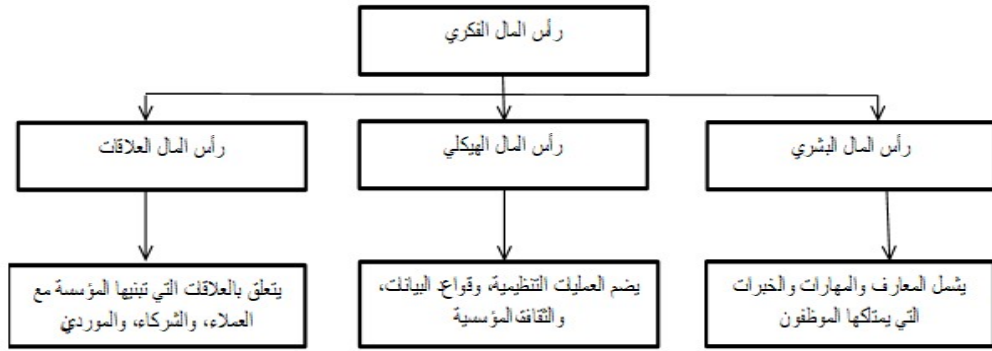 رأس المال الفكري
رأس المال البشري
رأس المال الهيكلي
رأس المال العلاقات
يشمل المعارف والمهارات والخبرات
التي يمتلكها الموظفون
يضم العمليات التنظيمية، وقواعد البيانات،
والثقافة المؤسسية
يتعلق بالعلاقات التي تبنيها المؤسسة مع
العملاء، والشركاء، والموردين